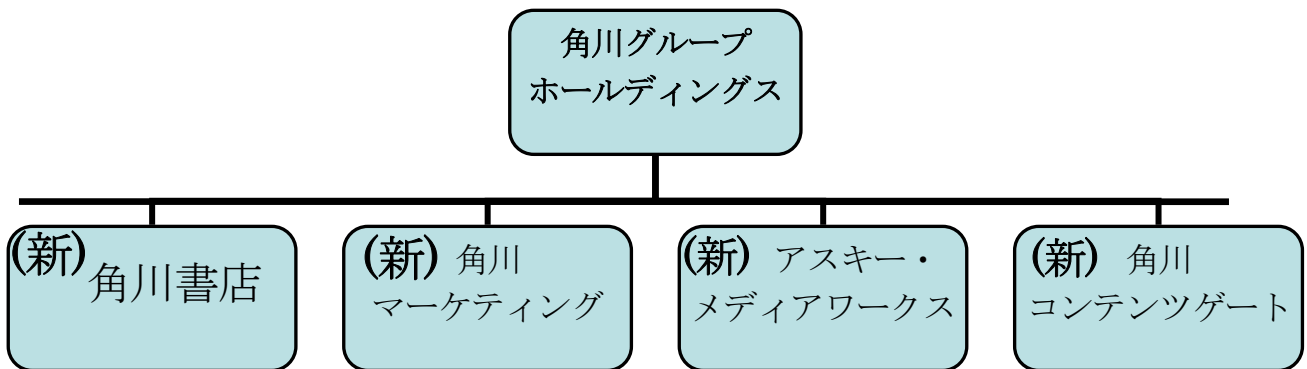 角川グループ
ホールディングス
(新) 角川書店
(新) 角川
マーケティング
(新) アスキー・
メディアワークス
(新) 角川
コンテンツゲート